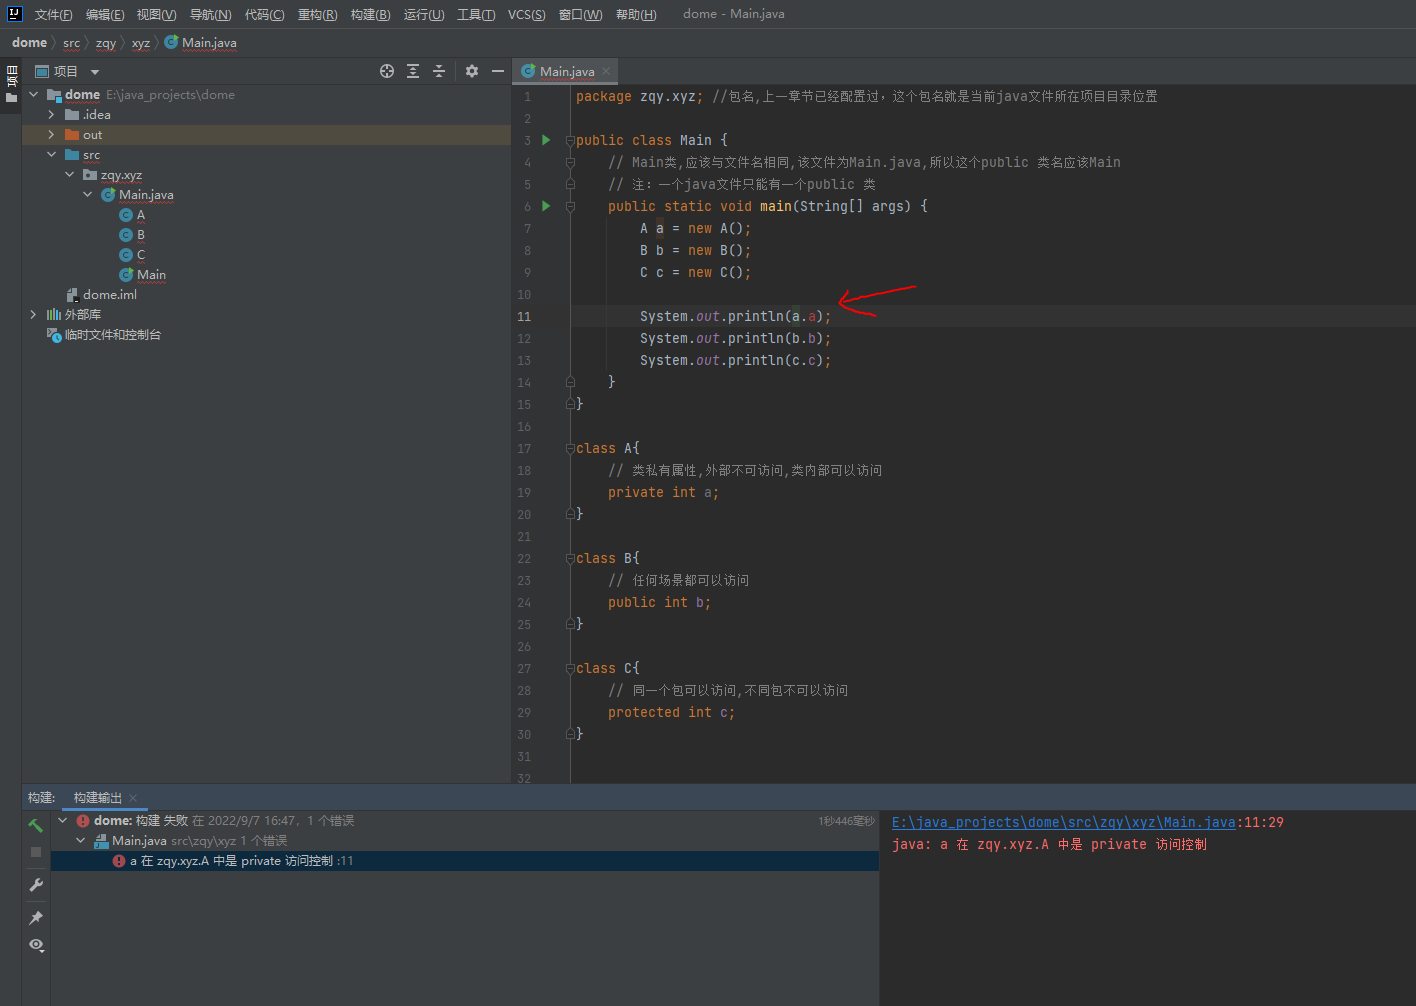 文件(F) 编辑(E) 视图(V) 导航(N) 代码(C) 重构(R) 构建(B) 运行(U) 工具(T) VCS(S) 窗口(W) 帮助(H) dome - Main.java
dome src zqy xyz Main.java
项目
项目
Main.java
dome E:\java_projects\dome
.idea
out
src
zqy.xyz
Main.java
A
B
C
Main
dome.iml
外部库
临时文件和控制台
1 package zqy.xyz; //包名,上一章节已经配置过, 这个包名就是当前java文件所在项目目录位置
2
3 public class Main {
4 // Main类,应该与文件名相同,该文件为Main.java,所以这个public 类名应该Main
5 // 注: 一个java文件只能有一个public 类
6 public static void main(String[] args) {
7 A a = new A();
8 B b = new B();
9 C c = new C();
10
11 System.out.println(a.a);
12 System.out.println(b.b);
13 System.out.println(c.c);
14 }
15 }
16
17 class A{
18 // 类私有属性,外部不可访问,类内部可以访问
19 private int a;
20 }
21
22 class B{
23 // 任何场景都可以访问
24 public int b;
25 }
26
27 class C{
28 // 同一个包可以访问,不同包不可以访问
29 protected int c;
30 }
31
32
构建: 构建输出
dome: 构建 失败 在 2022/9/7 16:47, 1 个错误 1秒446毫秒
Main.java src\zqy\xyz 1 个错误
a 在 zqy.xyz.A 中是 private 访问控制 :11
E:\java_projects\dome\src\zqy\xyz\Main.java:11:29
java: a 在 zqy.xyz.A 中是 private 访问控制